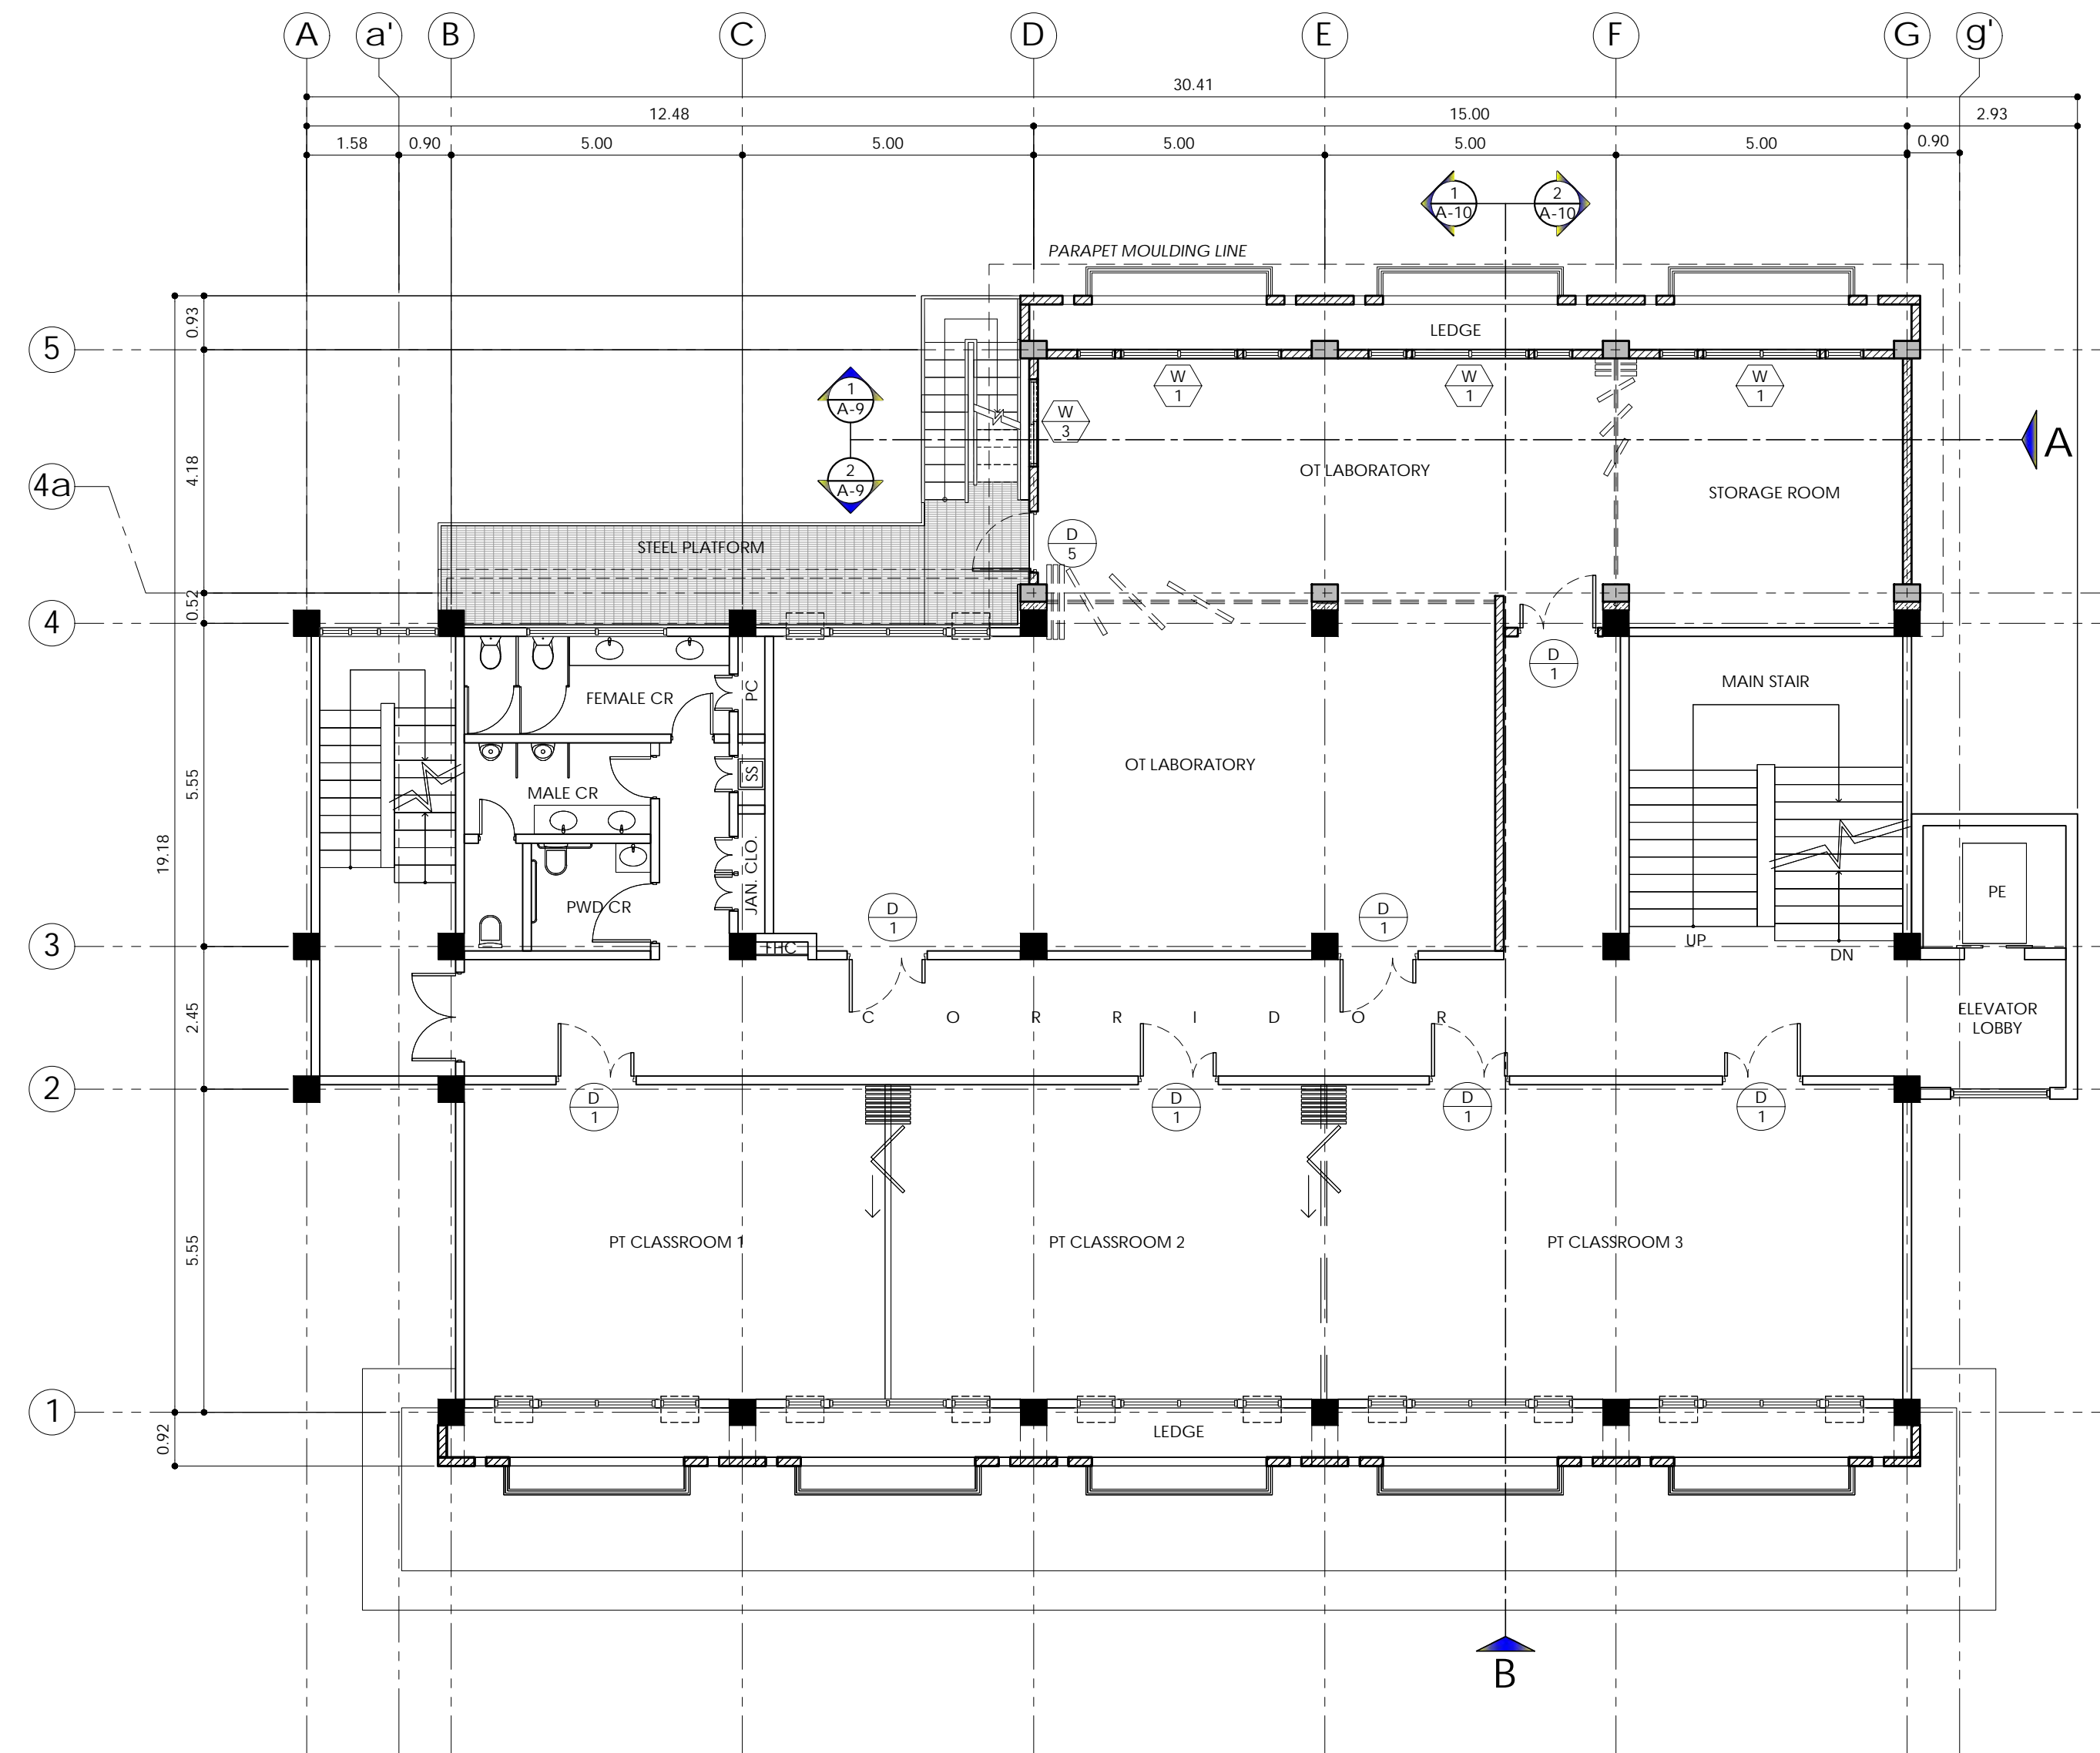 A a' B C D E F G g'
30.41
12.48 15.00 2.93
1.58 0.90 5.00 5.00 5.00 5.00 5.00 0.90
1 2
A-10 A-10
PARAPET MOULDING LINE
0.93
LEDGE
5
W W W
1 1 1
1
A-9
W
3
A
4.18
2
A-9
OT LABORATORY
4a
STORAGE ROOM
D
5
STEEL PLATFORM
0.52
4
D
1
MAIN STAIR
PC
FEMALE CR
OT LABORATORY
SS
5.55
MALE CR
19.18
JAN. CLO.
PE
PWD CR
D D
1 1
3
FHC
UP
DN
2.45
C O R R I D O R
ELEVATOR
LOBBY
2
D D D D
1 1 1 1
5.55
PT CLASSROOM 1 PT CLASSROOM 2 PT CLASSROOM 3
1
0.92
LEDGE
B